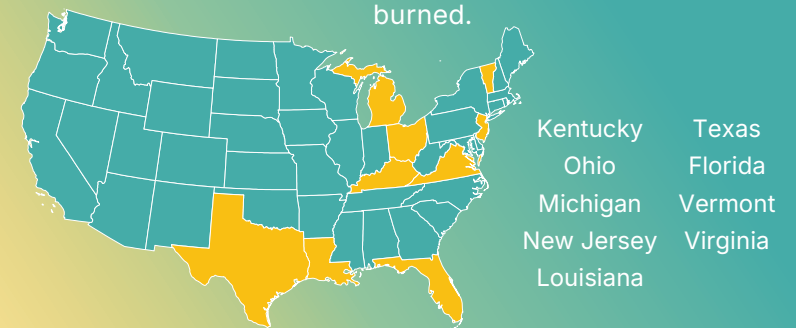 burned.
Kentucky
Ohio
Michigan
New Jersey
Louisiana
Texas
Florida
Vermont
Virginia